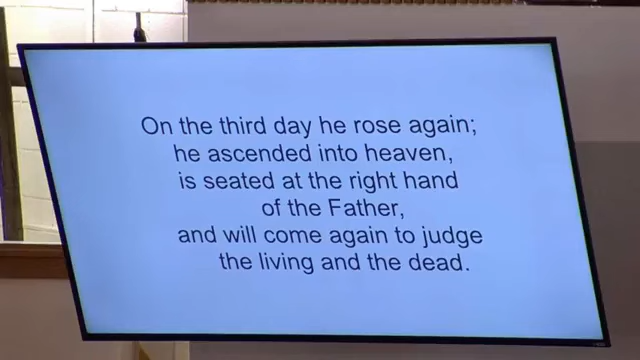 On the third day he rose again;
he ascended into heaven,
is seated at the right hand
of the Father,
and will come again to judge
the living and the dead.